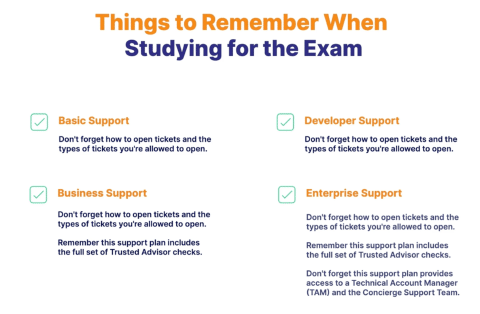 Things to Remember When
Studying for the Exam
Basic Support
Don't forget how to open tickets and the
types of tickets you're allowed to open.
Developer Support
Don't forget how to open tickets and the
types of tickets you're allowed to open.
Business Support
Don't forget how to open tickets and the
types of tickets you're allowed to open.
Remember this support plan includes
the full set of Trusted Advisor checks.
Enterprise Support
Don't forget how to open tickets and the
types of tickets you're allowed to open.
Remember this support plan includes
the full set of Trusted Advisor checks.
Don't forget this support plan provides
access to a Technical Account Manager
(TAM) and the Concierge Support Team.